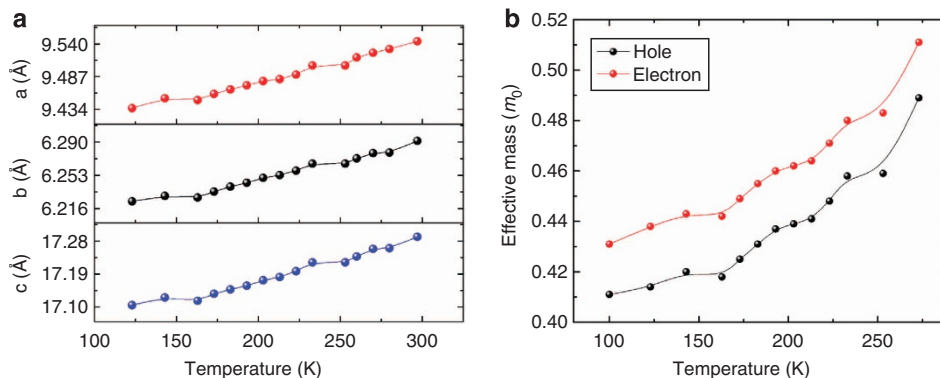 a
a (Å)
9.540
9.487
9.434
b (Å)
6.290
6.253
6.216
c (Å)
17.28
17.19
17.10
100 150 200 250 300
Temperature (K)
b
Effective mass (m0)
0.52
0.50
0.48
0.46
0.44
0.42
0.40
Hole
Electron
100 150 200 250
Temperature (K)